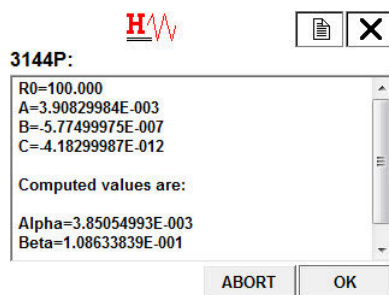 H
3144P:
R0=100.000
A=3.90829984E-003
B=-5.77499975E-007
C=-4.18299987E-012
Computed values are:
Alpha=3.85054993E-003
Beta=1.08633839E-001
ABORT OK